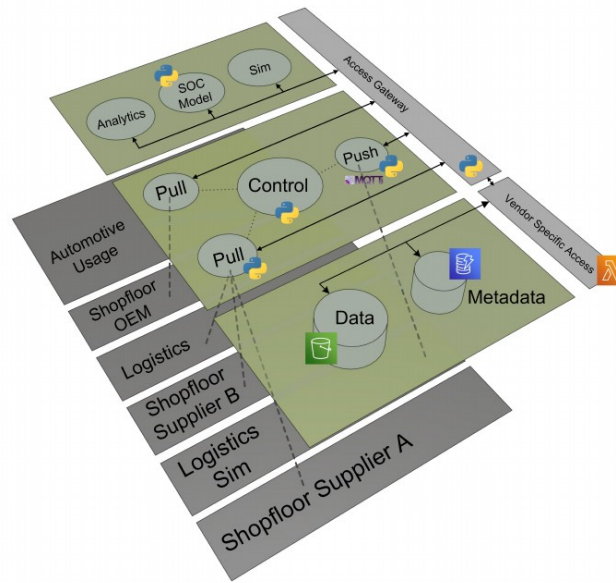 Access Gateway
Sim
SOC
Model
Analytics
Push
MQTT
Pull
Control
Vendor Specific Access
Automotive
Usage
Pull
Metadata
Shopfloor
OEM
Data
Logistics
Shopfloor
Supplier B
Logistics
Sim
Shopfloor Supplier A